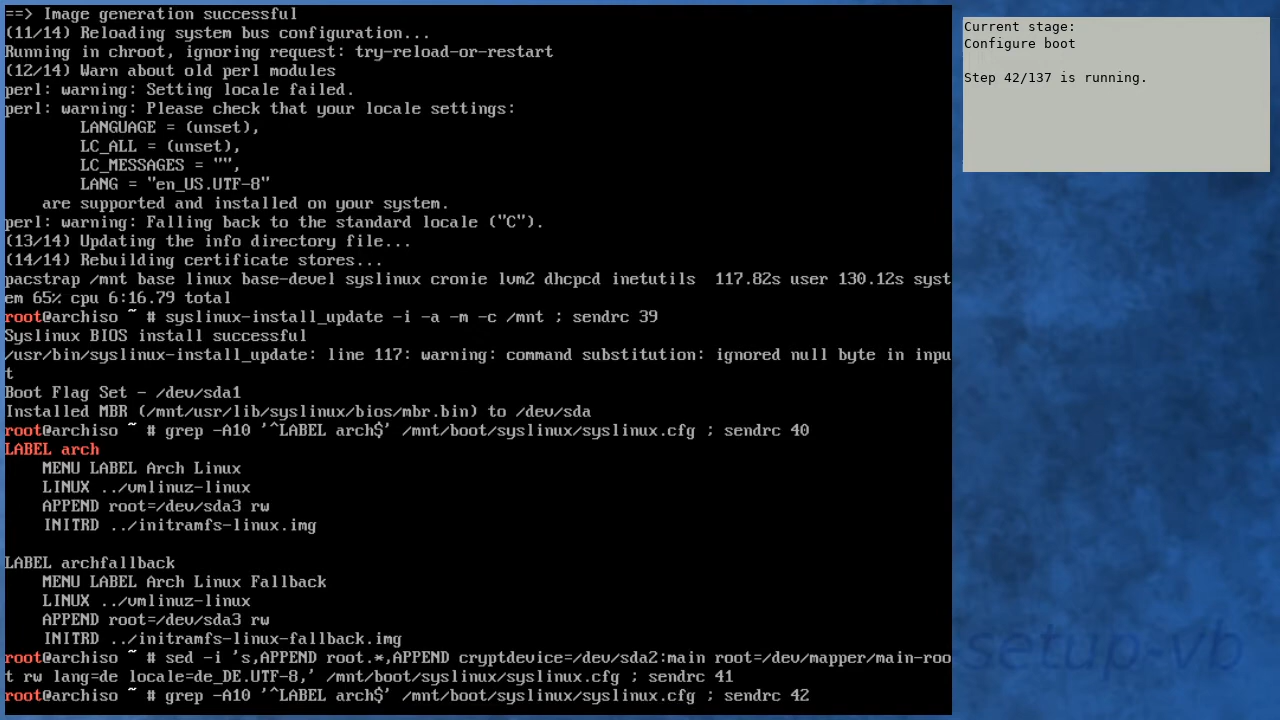 ==> Image generation successful
(11/14) Reloading system bus configuration...
Running in chroot, ignoring request: try-reload-or-restart
(12/14) Warn about old perl modules
perl: warning: Setting locale failed.
perl: warning: Please check that your locale settings:
        LANGUAGE = (unset),
        LC_ALL = (unset),
        LC_MESSAGES = "",
        LANG = "en_US.UTF-8"
    are supported and installed on your system.
perl: warning: Falling back to the standard locale ("C").
(13/14) Updating the info directory file...
(14/14) Rebuilding certificate stores...
pacstrap /mnt base linux base-devel syslinux cronie lvm2 dhcpcd inetutils  117.82s user 130.12s syst
em 65% cpu 6:16.79 total
root@archiso ~ # syslinux-install_update -i -a -m -c /mnt ; sendrc 39
Syslinux BIOS install successful
/usr/bin/syslinux-install_update: line 117: warning: command substitution: ignored null byte in inpu
t
Boot Flag Set - /dev/sda1
Installed MBR (/mnt/usr/lib/syslinux/bios/mbr.bin) to /dev/sda
root@archiso ~ # grep -A10 '^LABEL arch$' /mnt/boot/syslinux/syslinux.cfg ; sendrc 40
LABEL arch
    MENU LABEL Arch Linux
    LINUX ../vmlinuz-linux
    APPEND root=/dev/sda3 rw
    INITRD ../initramfs-linux.img

LABEL archfallback
    MENU LABEL Arch Linux Fallback
    LINUX ../vmlinuz-linux
    APPEND root=/dev/sda3 rw
    INITRD ../initramfs-linux-fallback.img
root@archiso ~ # sed -i 's,APPEND root.*,APPEND cryptdevice=/dev/sda2:main root=/dev/mapper/main-roo
t rw lang=de locale=de_DE.UTF-8,' /mnt/boot/syslinux/syslinux.cfg ; sendrc 41
root@archiso ~ # grep -A10 '^LABEL arch$' /mnt/boot/syslinux/syslinux.cfg ; sendrc 42
Current stage:
Configure boot

Step 42/137 is running.
setup-vb